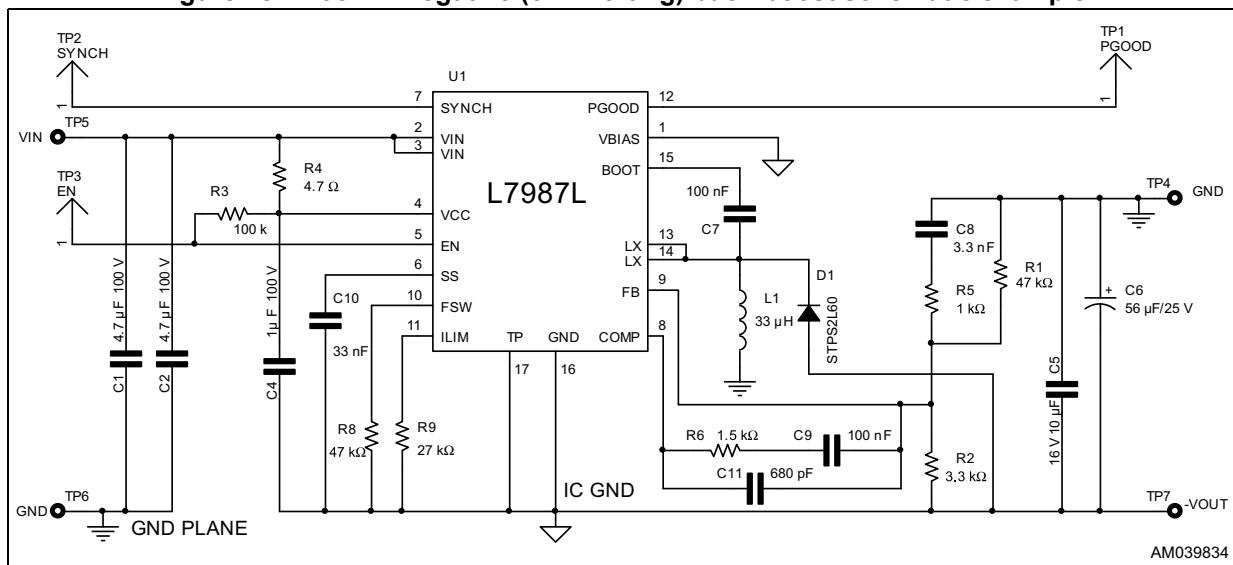 TP2
SYNCH
1
TP1
PGOOD
1
U1
7
SYNCH
PGOOD
12
VIN
TP5
2
VIN
3
VIN
VBIAS
1
BOOT
15
TP3
EN
1
R3
100 k
R4
4.7 Ω
L7987L
100 nF
C7
TP4
GND
4
VCC
5
EN
6
SS
10
FSW
11
ILIM
LX
13
LX
14
FB
9
COMP
8
TP
17
GND
16
C8
3.3 nF
R1
47 kΩ
R5
1 kΩ
C6
+
56 µF/25 V
D1
STPS2L60
L1
33 µH
4.7 µF 100 V
C1
4.7 µF 100 V
C2
1µ F 100 V
C4
C10
33 nF
R8
47 kΩ
R9
27 kΩ
C5
16 V 10 µF
R6
1.5 kΩ
C9
100 nF
C11
680 pF
R2
3.3 kΩ
GND
TP6
GND PLANE
IC GND
TP7
-VOUT
AM039834